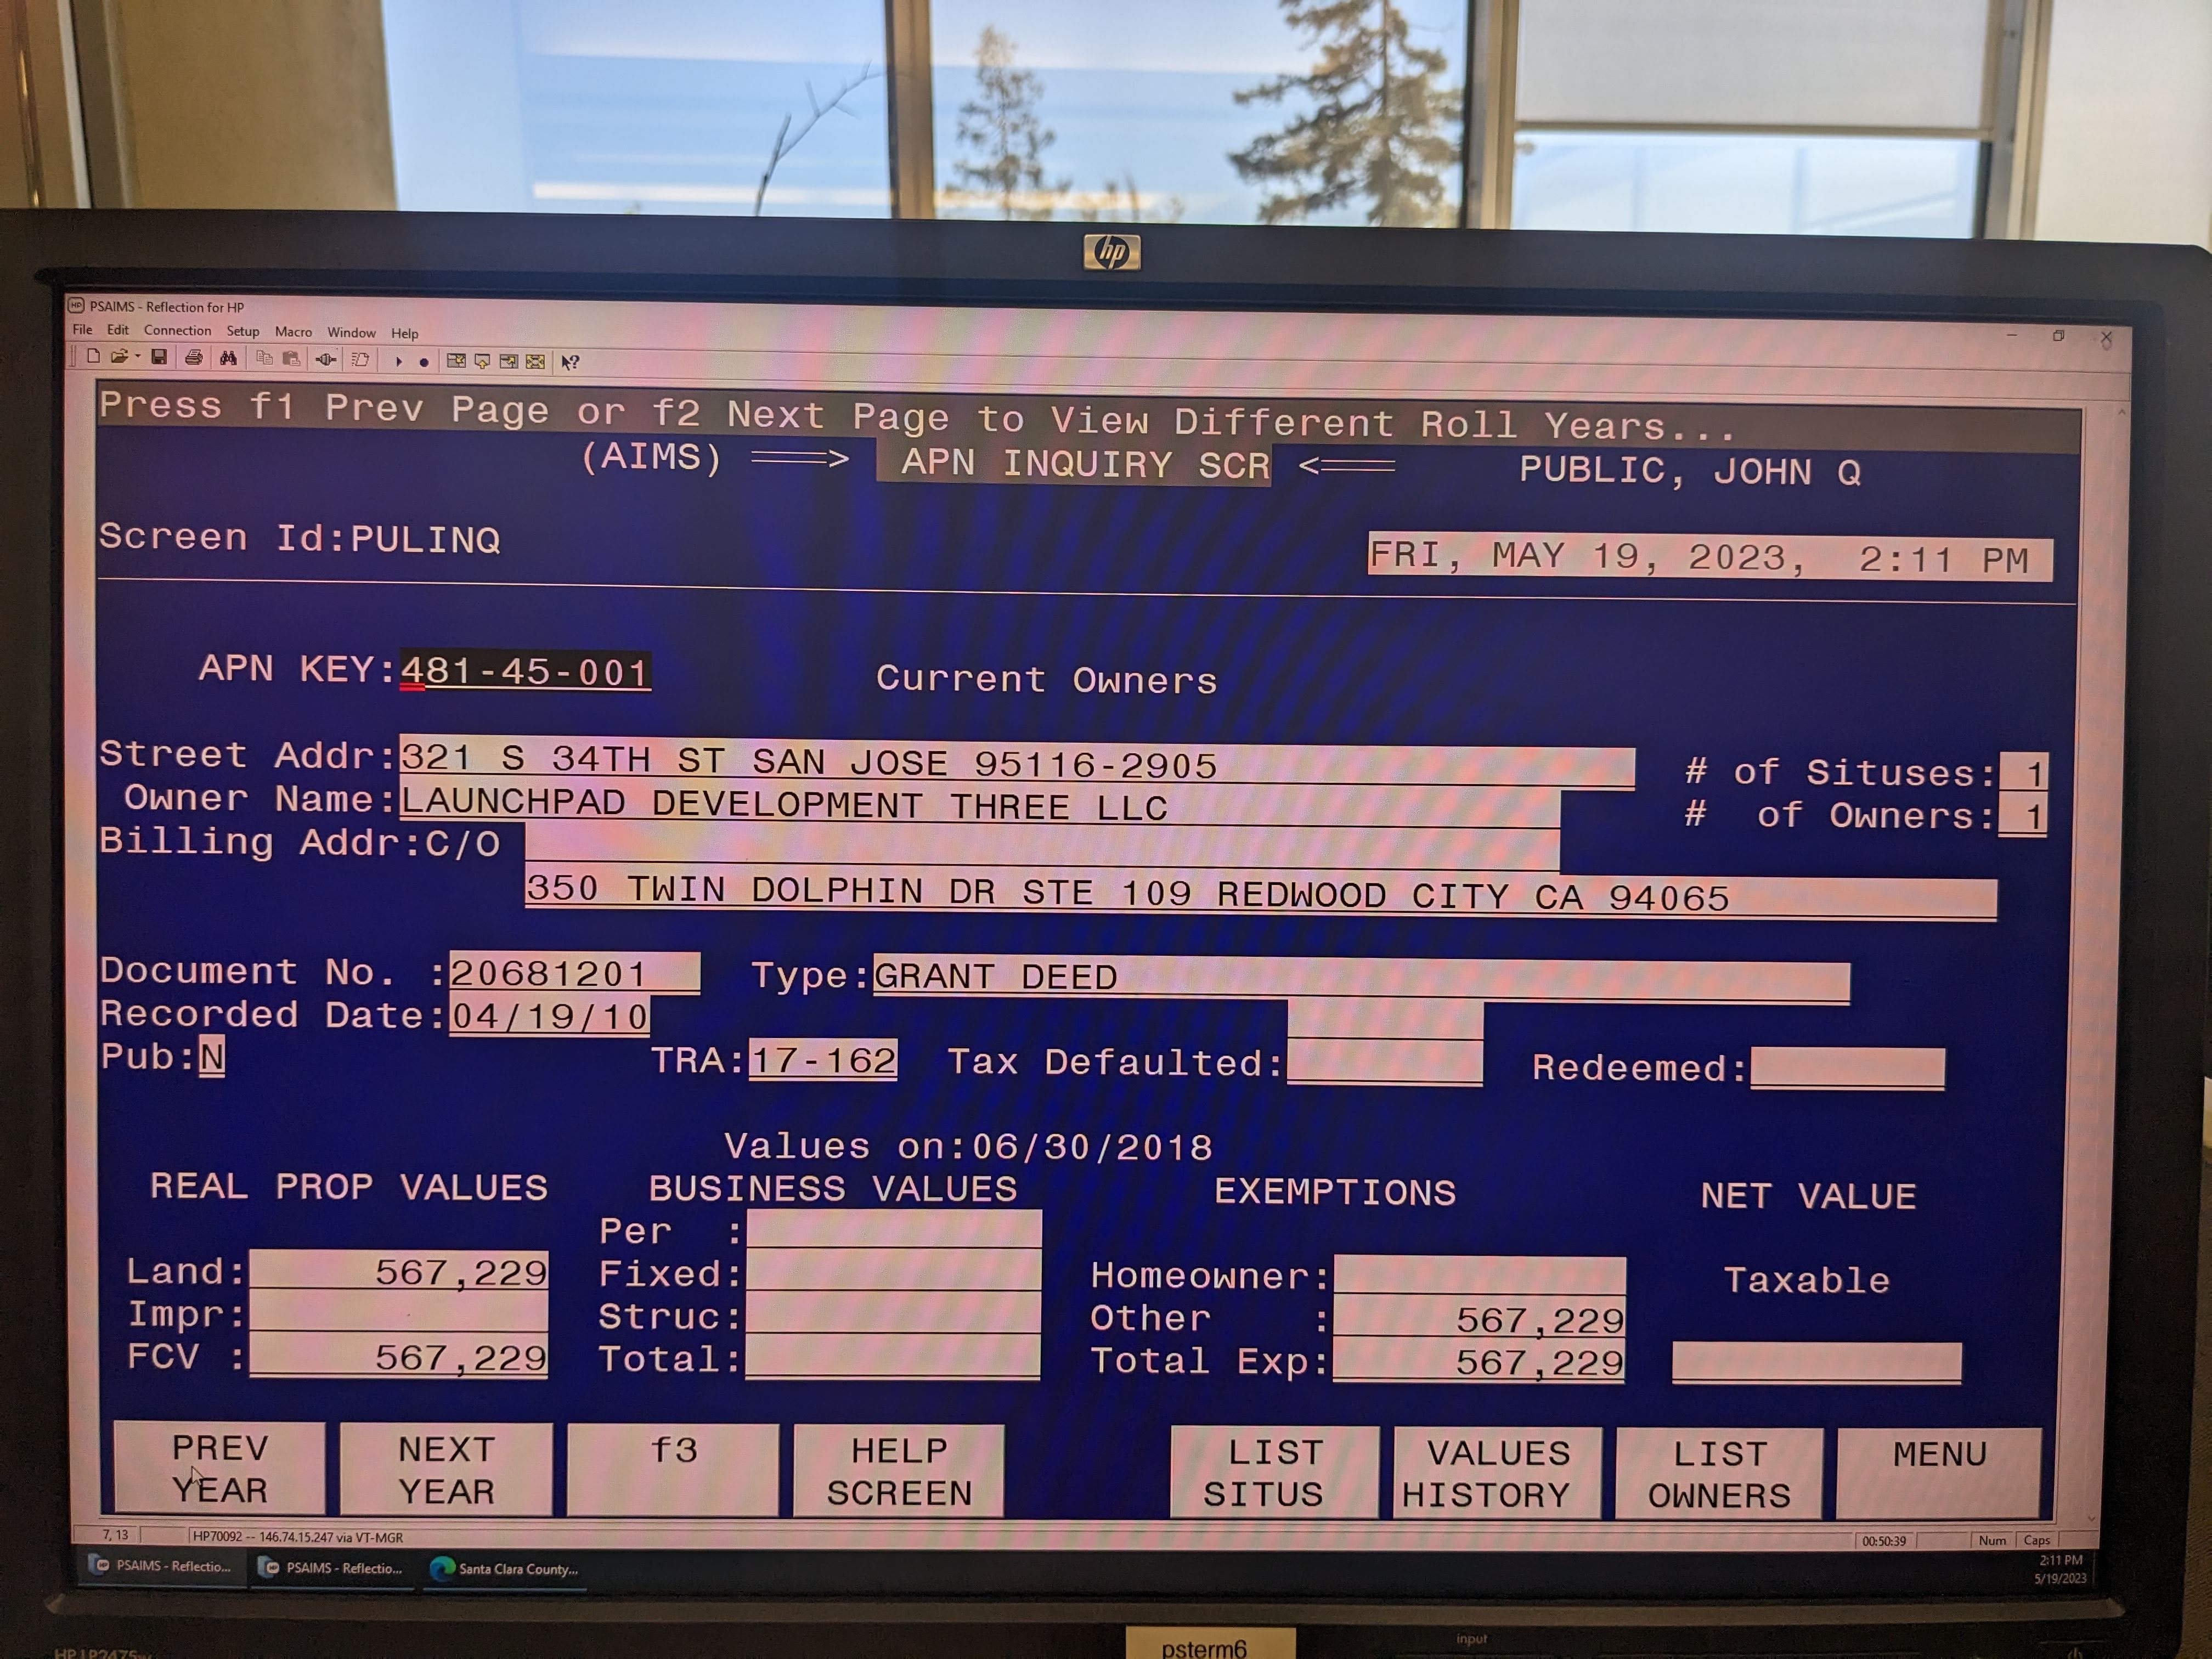 hp
PSAIMS - Reflection for HP
File Edit Connection Setup Macro Window Help
Press f1 Prev Page or f2 Next Page to View Different Roll Years...
(AIMS) ===> APN INQUIRY SCR <=== PUBLIC, JOHN Q
Screen Id:PULINQ
FRI, MAY 19, 2023, 2:11 PM
APN KEY:481-45-001 Current Owners
Street Addr:321 S 34TH ST SAN JOSE 95116-2905 # of Situses: 1
Owner Name:LAUNCHPAD DEVELOPMENT THREE LLC # of Owners: 1
Billing Addr:C/O
350 TWIN DOLPHIN DR STE 109 REDWOOD CITY CA 94065
Document No. :20681201 Type:GRANT DEED
Recorded Date:04/19/10
Pub:N TRA:17-162 Tax Defaulted: Redeemed:
Values on:06/30/2018
REAL PROP VALUES BUSINESS VALUES EXEMPTIONS NET VALUE
Per :
Land: 567,229 Fixed: Homeowner: Taxable
Impr: Struc: Other : 567,229
FCV : 567,229 Total: Total Exp: 567,229
PREV YEAR NEXT YEAR f3 HELP SCREEN LIST SITUS VALUES HISTORY LIST OWNERS MENU
7, 13 HP70092 -- 146.74.15.247 via VT-MGR 00:50:39 Num Caps
PSAIMS - Reflectio... PSAIMS - Reflectio... Santa Clara County... 2:11 PM
5/19/2023
psterm6
input